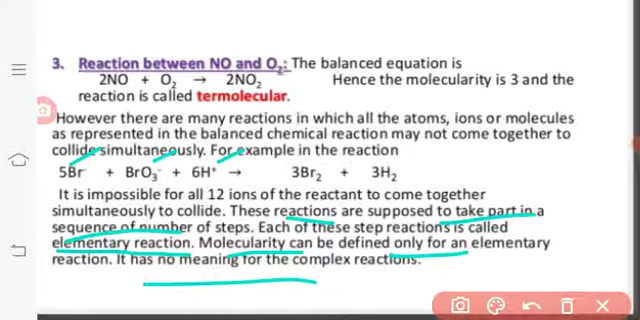 3. Reaction between NO and O₂: The balanced equation is
2NO + O₂ → 2NO₂ Hence the molecularity is 3 and the
reaction is called termolecular.
However there are many reactions in which all the atoms, ions or molecules
as represented in the balanced chemical reaction may not come together to
collide simultaneously. For example in the reaction
5Br⁻ + BrO₃⁻ + 6H⁺ → 3Br₂ + 3H₂
It is impossible for all 12 ions of the reactant to come together
simultaneously to collide. These reactions are supposed to take part in a
sequence of number of steps. Each of these step reactions is called
elementary reaction. Molecularity can be defined only for an elementary
reaction. It has no meaning for the complex reactions.